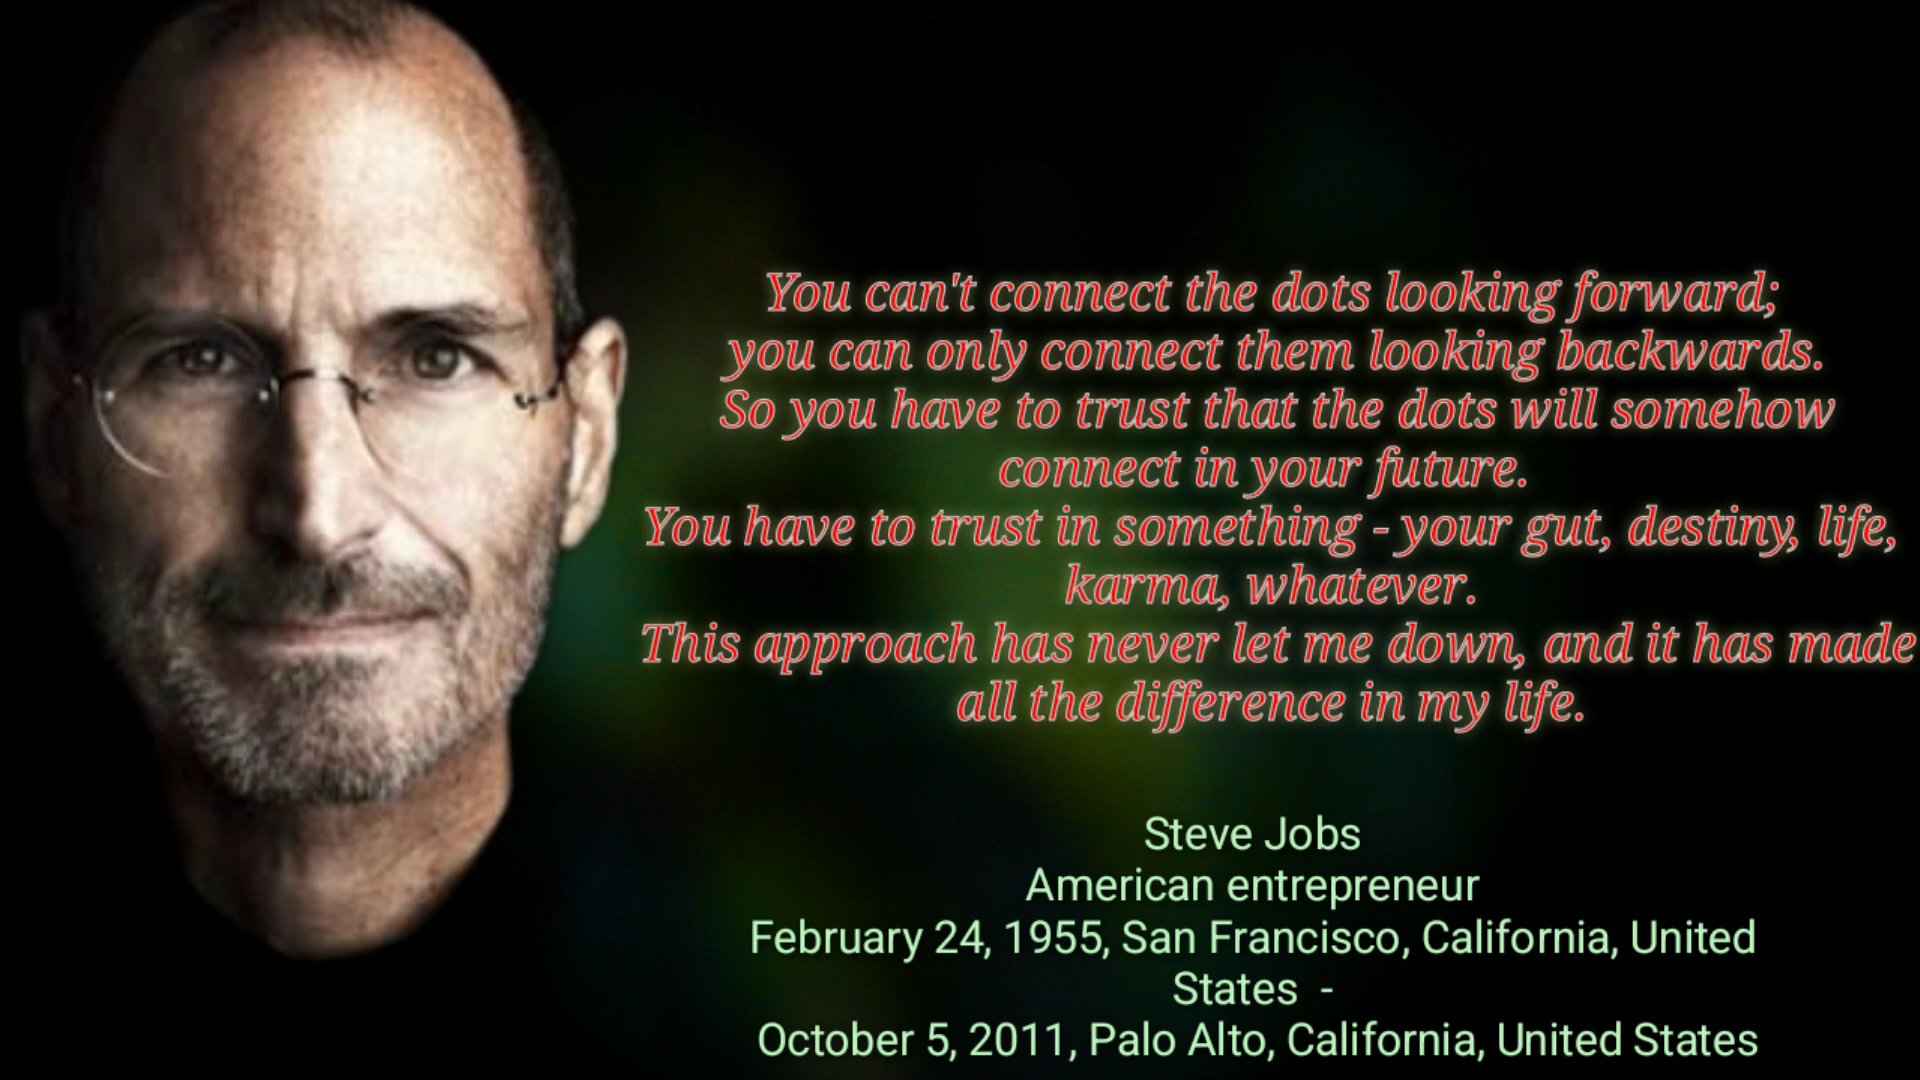 You can't connect the dots looking forward;
you can only connect them looking backwards.
So you have to trust that the dots will somehow
connect in your future.
You have to trust in something - your gut, destiny, life,
karma, whatever.
This approach has never let me down, and it has made
all the difference in my life.
Steve Jobs
American entrepreneur
February 24, 1955, San Francisco, California, United
States -
October 5, 2011, Palo Alto, California, United States